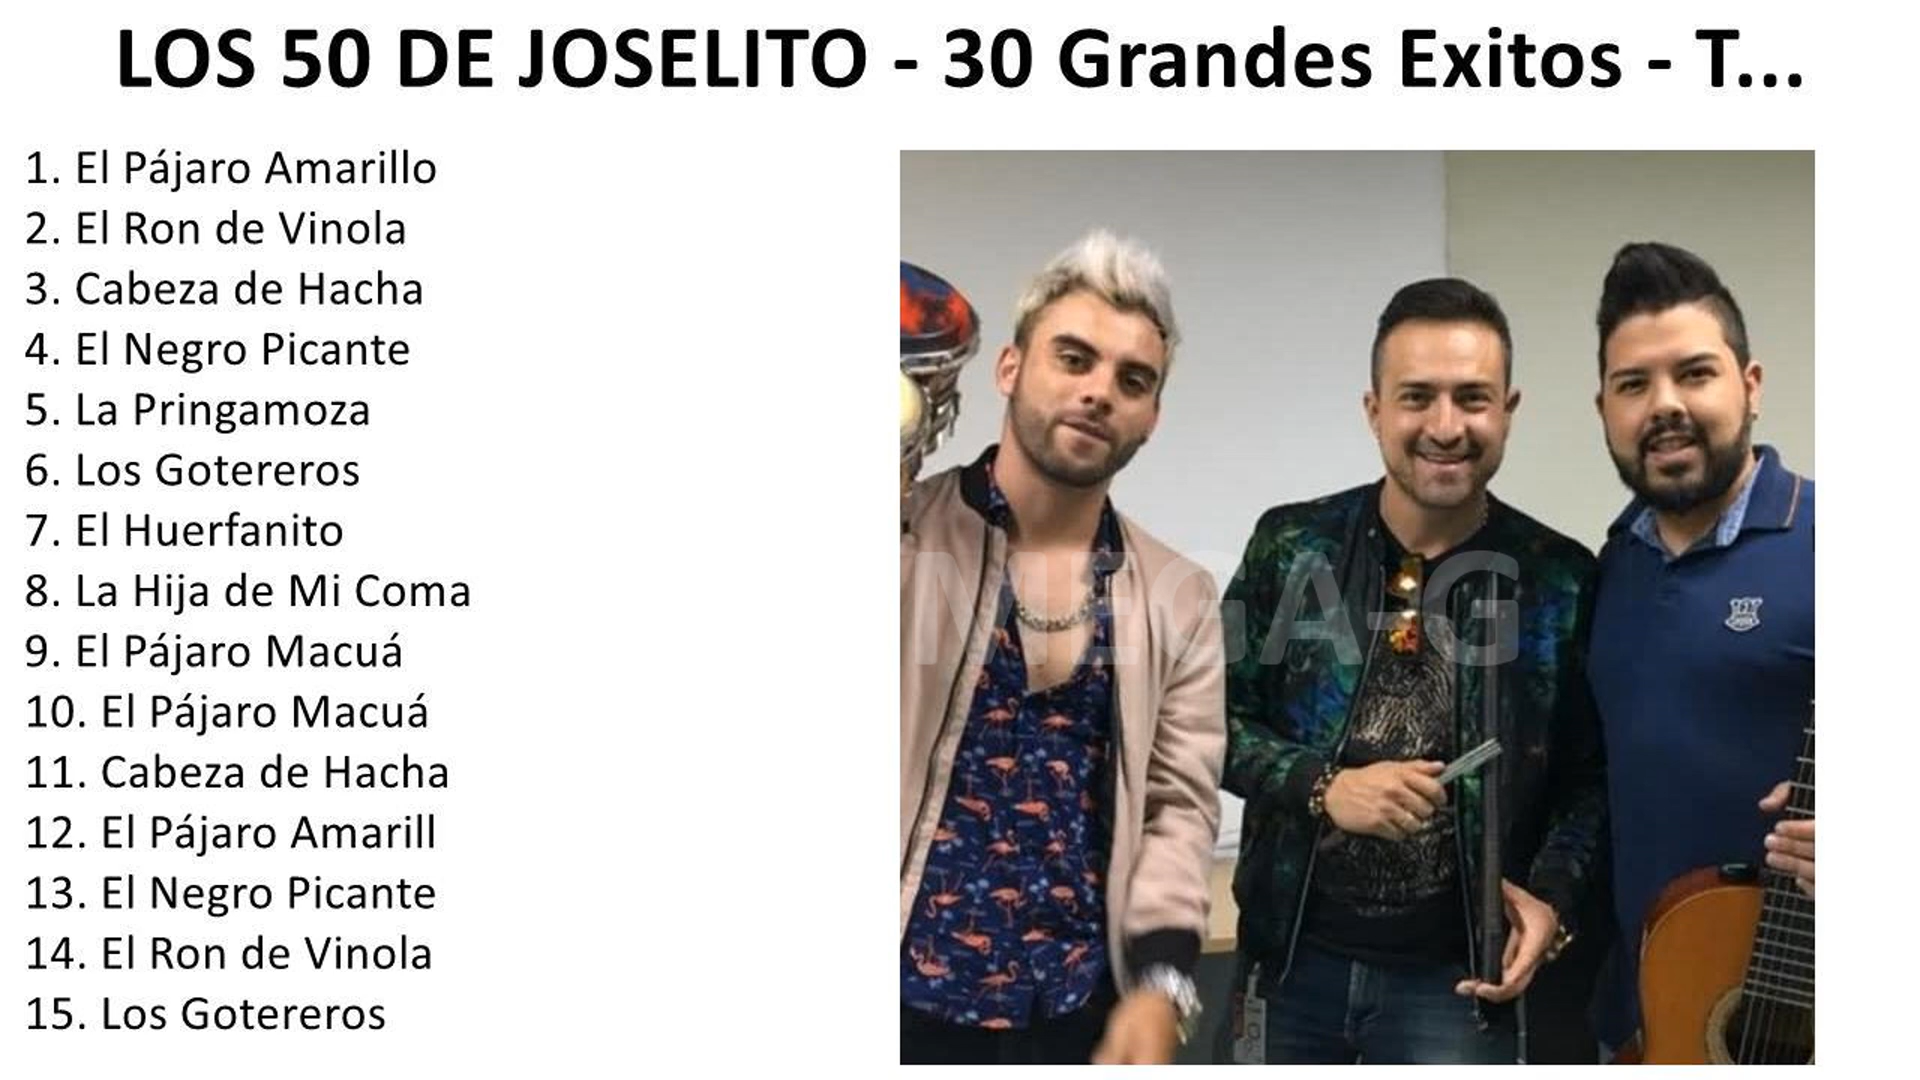 LOS 50 DE JOSELITO - 30 Grandes Exitos - T...
1. El Pájaro Amarillo
2. El Ron de Vinola
3. Cabeza de Hacha
4. El Negro Picante
5. La Pringamoza
6. Los Gotereros
7. El Huerfanito
8. La Hija de Mi Coma
9. El Pájaro Macuá
10. El Pájaro Macuá
11. Cabeza de Hacha
12. El Pájaro Amarill
13. El Negro Picante
14. El Ron de Vinola
15. Los Gotereros
MEGA-G